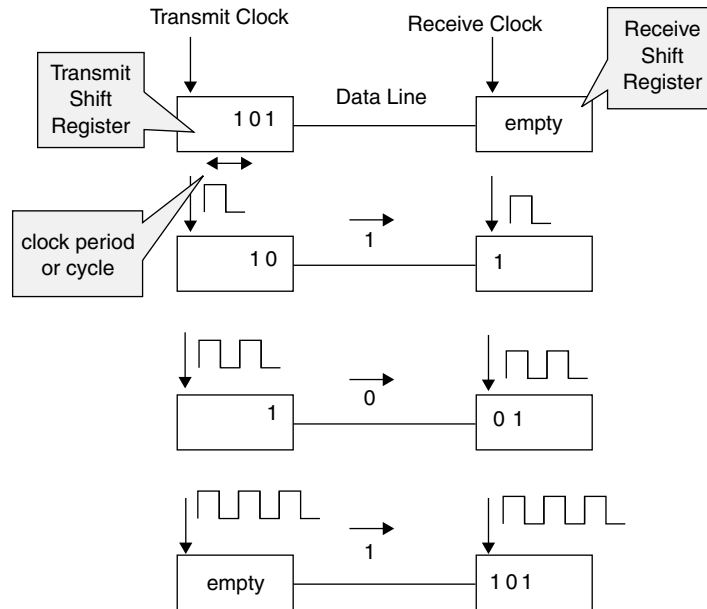 Transmit Clock
Receive Clock
Receive
Shift
Register
Transmit
Shift
Register
Data Line
1 0 1
empty
clock period
or cycle
1 0
1
1
1
0
0 1
empty
1
1 0 1